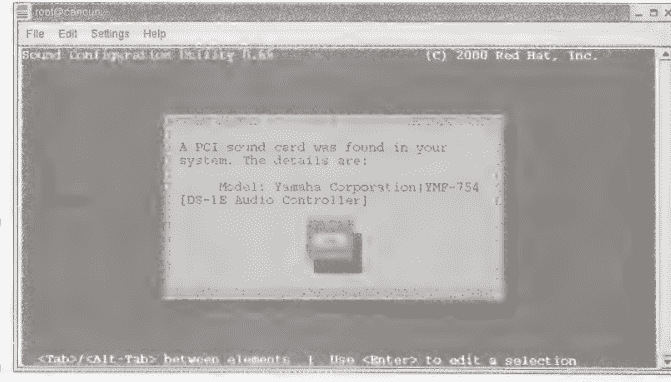 root@cancun:~
File Edit Settings Help
Sound Configuration Utility 0.65 (C) 2000 Red Hat, Inc.
A PCI sound card was found in your
system. The details are:
Model: Yamaha Corporation|YMF-754
[DS-1E Audio Controller]
<Tab>/<Alt-Tab> between elements | Use <Enter> to edit a selection